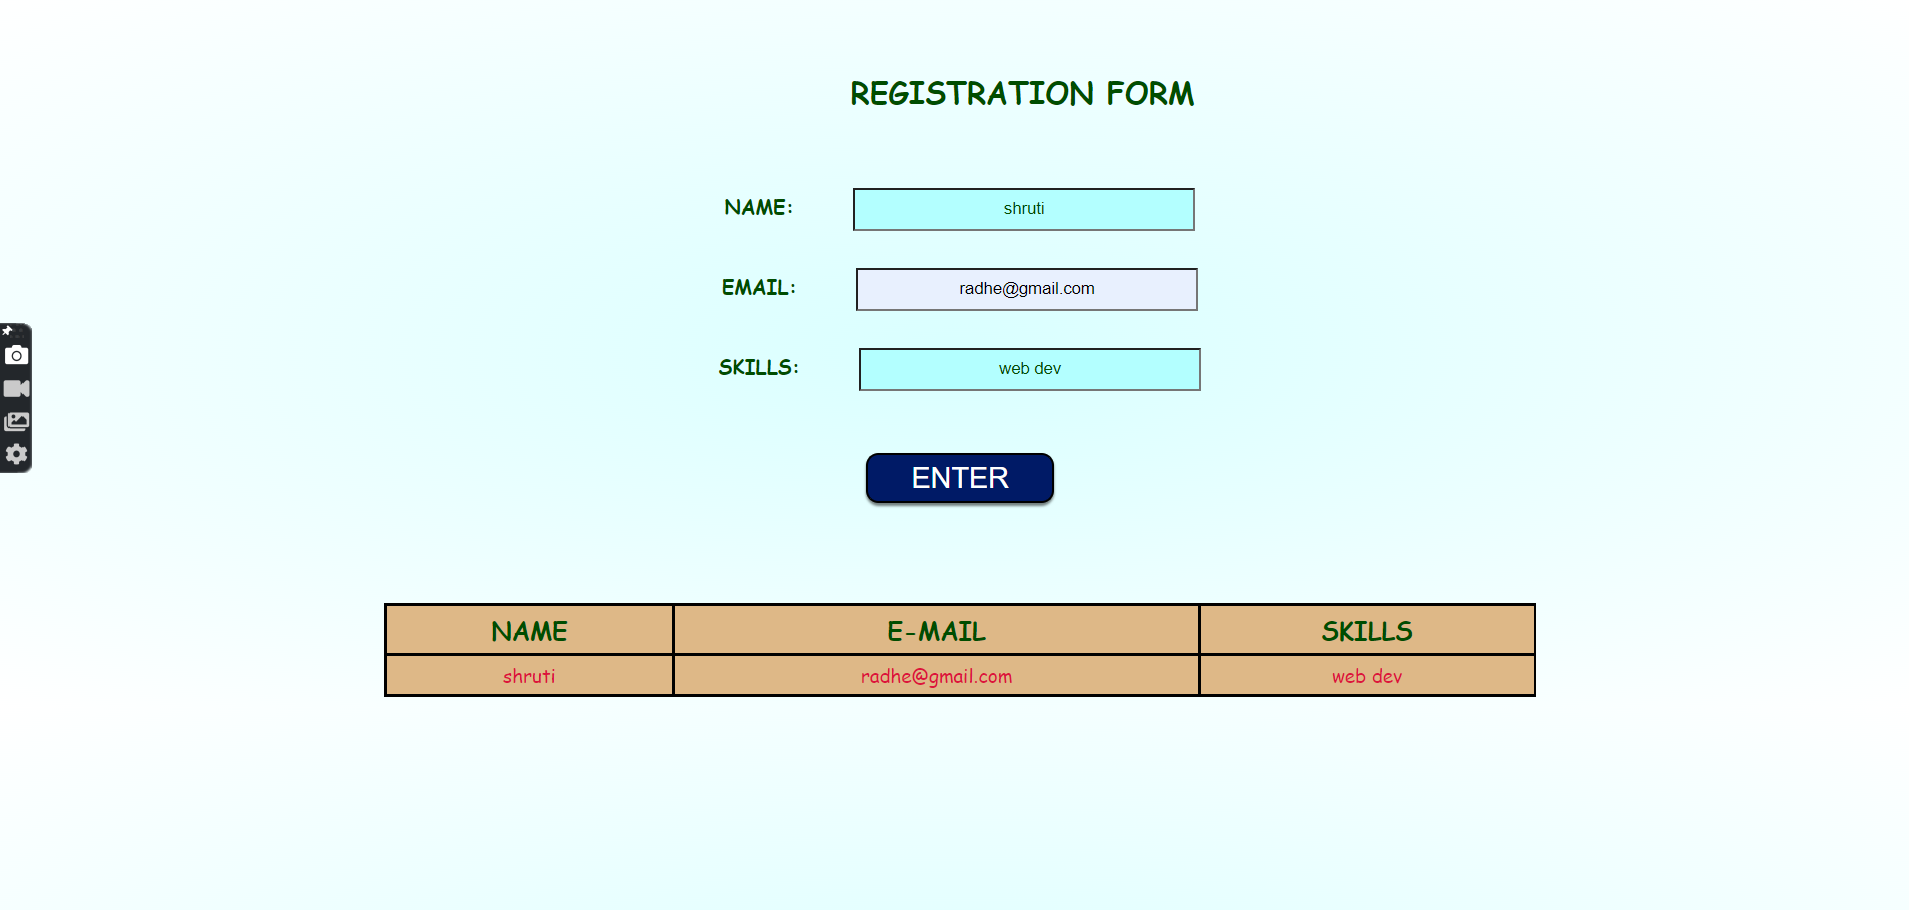 REGISTRATION FORM
NAME: shruti
EMAIL: radhe@gmail.com
SKILLS: web dev
ENTER
NAME E-MAIL SKILLS
shruti radhe@gmail.com web dev